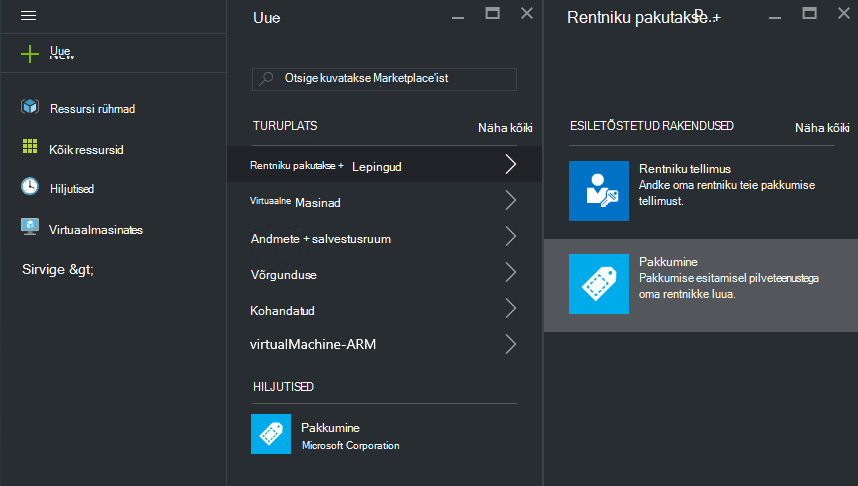 Uue
Ressursi rühmad
Kõik ressursid
Hiljutised
Virtuaalmasinates
Sirvige &gt;
Uue
Otsige kuvatakse Marketplace'ist
TURUPLATS Näha kõiki
Rentniku pakutakse + Lepingud
Virtuaalne Masinad
Andmete + salvestusruum
Võrgunduse
Kohandatud
virtualMachine-ARM
HILJUTISED
Pakkumine
Microsoft Corporation
Rentniku pakutakse +
ESILETÕSTETUD RAKENDUSED Näha kõiki
Rentniku tellimus
Andke oma rentniku teie pakkumise
tellimust.
Pakkumine
Pakkumise esitamisel pilveteenustega
oma rentnikke luua.